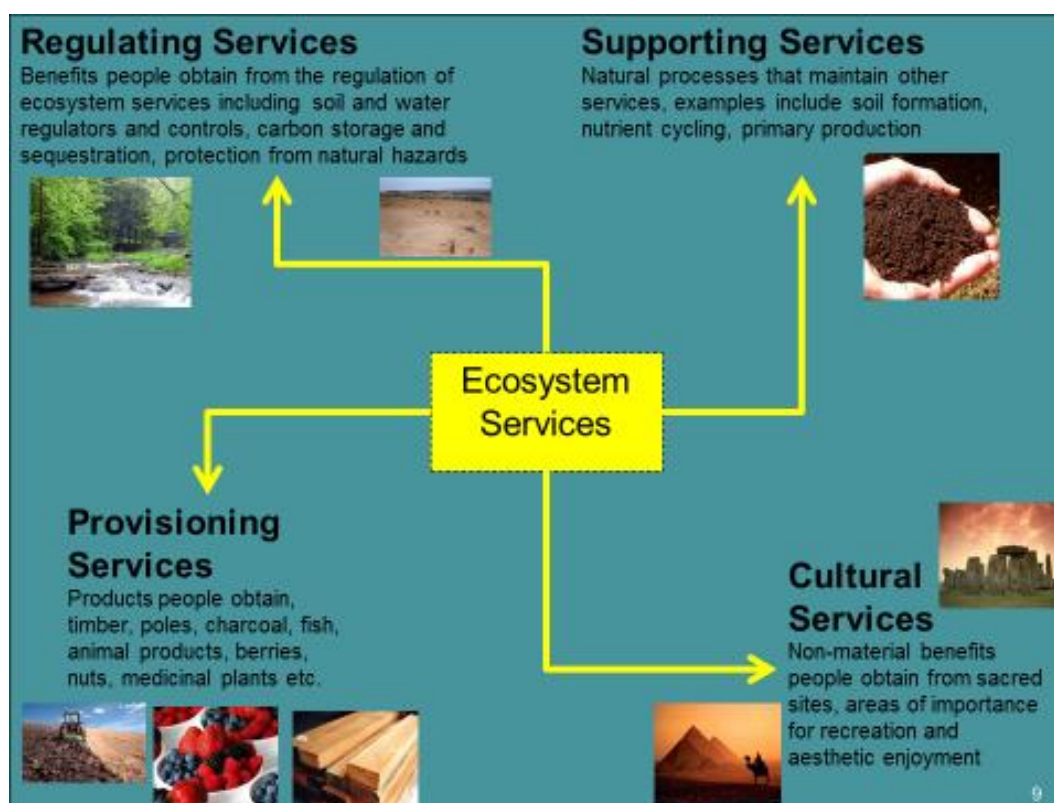 Regulating Services
Benefits people obtain from the regulation of
ecosystem services including soil and water
regulators and controls, carbon storage and
sequestration, protection from natural hazards
Supporting Services
Natural processes that maintain other
services, examples include soil formation,
nutrient cycling, primary production
Ecosystem
Services
Provisioning
Services
Products people obtain,
timber, poles, charcoal, fish,
animal products, berries,
nuts, medicinal plants etc.
Cultural
Services
Non-material benefits
people obtain from sacred
sites, areas of importance
for recreation and
aesthetic enjoyment
9